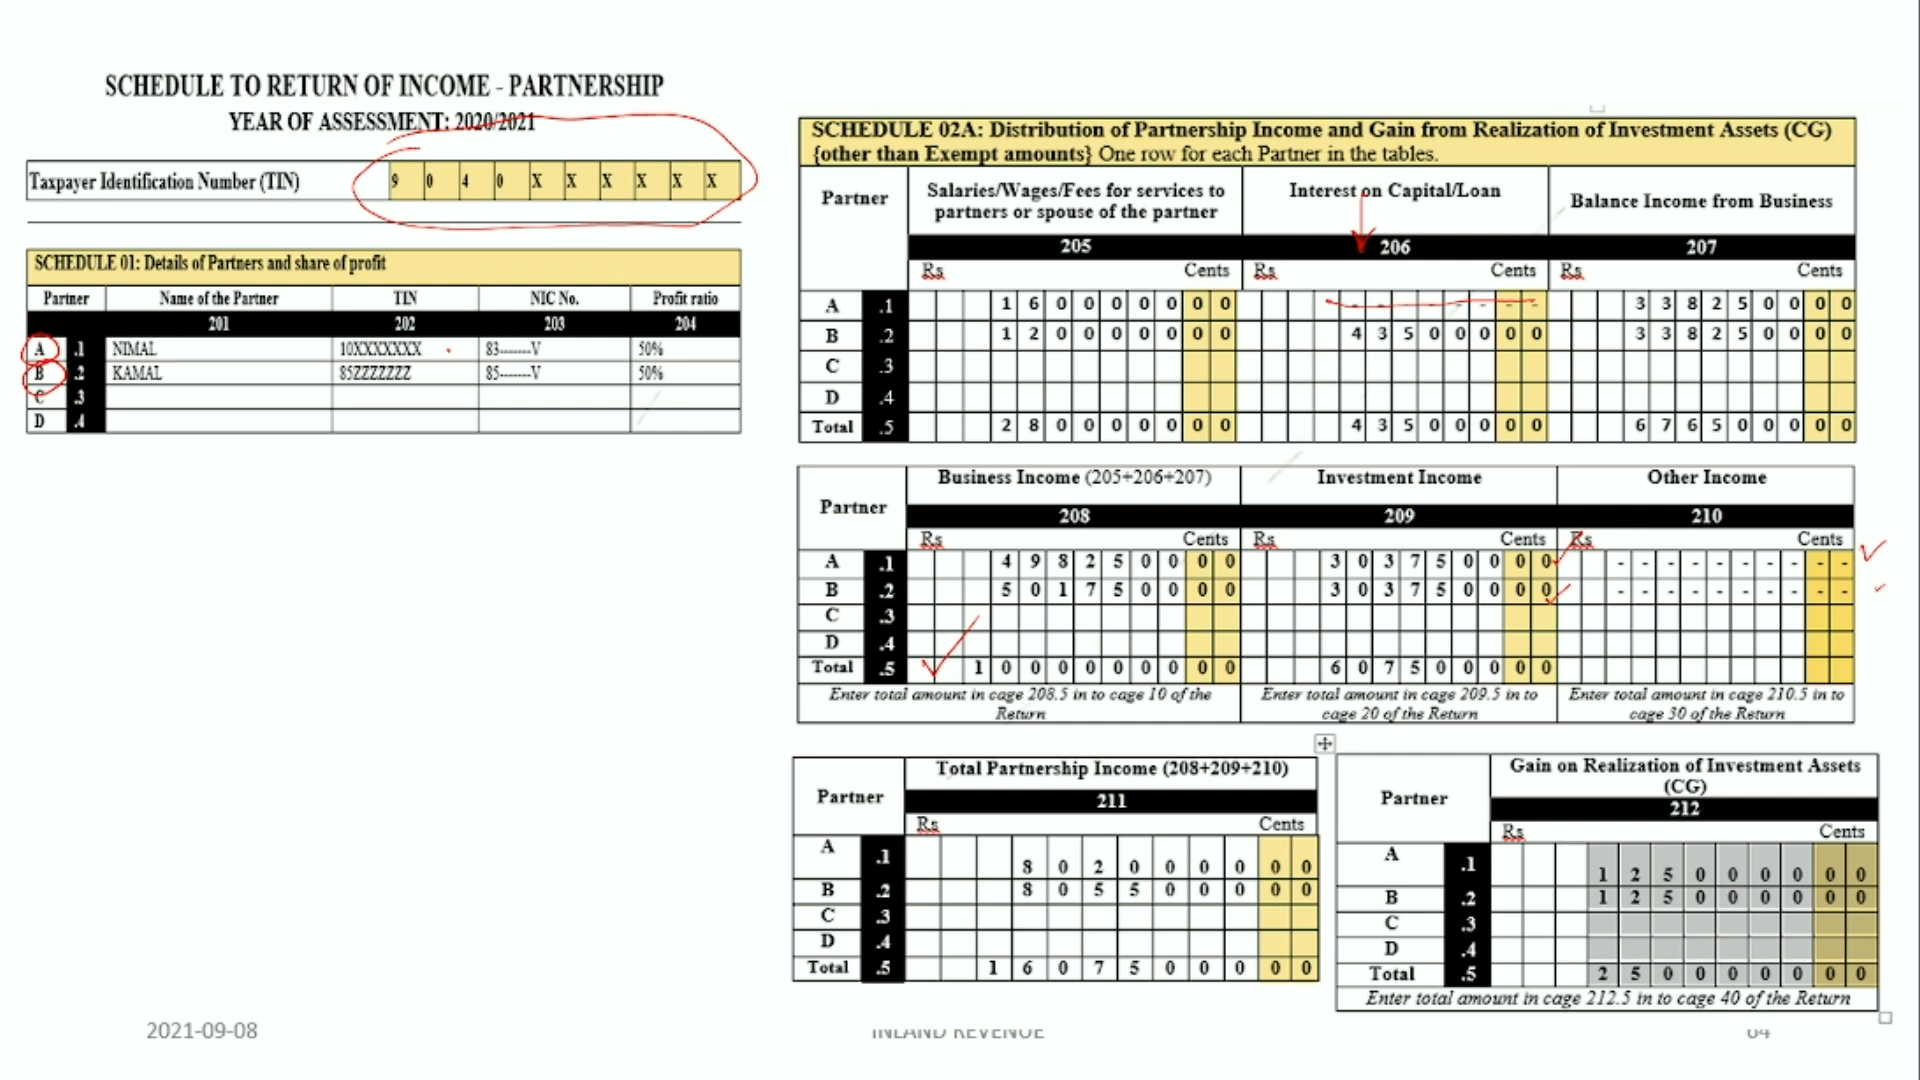 SCHEDULE TO RETURN OF INCOME - PARTNERSHIP
YEAR OF ASSESSMENT: 2020/2021
Taxpayer Identification Number (TIN) 9 0 4 0 X X X X X X
SCHEDULE 01: Details of Partners and share of profit
Partner Name of the Partner TIN NIC No. Profit ratio
201 202 203 204
A .1 NIMAL 10XXXXXXX 83-------V 50%
B .2 KAMAL 85ZZZZZZZ 85-------V 50%
C .3
D .4
SCHEDULE 02A: Distribution of Partnership Income and Gain from Realization of Investment Assets (CG)
{other than Exempt amounts} One row for each Partner in the tables.
Partner Salaries/Wages/Fees for services to partners or spouse of the partner Interest on Capital/Loan Balance Income from Business
205 206 207
Rs Cents Rs Cents Rs Cents
A .1 1 6 0 0 0 0 0 0 0 - - - - - - - - 3 3 8 2 5 0 0 0 0
B .2 1 2 0 0 0 0 0 0 0 4 3 5 0 0 0 0 3 3 8 2 5 0 0 0 0
C .3
D .4
Total .5 2 8 0 0 0 0 0 0 0 4 3 5 0 0 0 0 0 6 7 6 5 0 0 0 0 0
Partner Business Income (205+206+207) Investment Income Other Income
208 209 210
Rs Cents Rs Cents Rs Cents
A .1 4 9 8 2 5 0 0 0 0 3 0 3 7 5 0 0 0 0 - - - - - - - - - -
B .2 5 0 1 7 5 0 0 0 0 3 0 3 7 5 0 0 0 0 - - - - - - - - - -
C .3
D .4
Total .5 1 0 0 0 0 0 0 0 0 0 6 0 7 5 0 0 0 0 0
Enter total amount in cage 208.5 in to cage 10 of the Return
Enter total amount in cage 209.5 in to cage 20 of the Return
Enter total amount in cage 210.5 in to cage 30 of the Return
Partner Total Partnership Income (208+209+210)
211
Rs Cents
A .1 8 0 2 0 0 0 0 0 0
B .2 8 0 5 5 0 0 0 0 0
C .3
D .4
Total .5 1 6 0 7 5 0 0 0 0 0
Partner Gain on Realization of Investment Assets (CG)
212
Rs Cents
A .1 1 2 5 0 0 0 0 0 0
B .2 1 2 5 0 0 0 0 0 0
C .3
D .4
Total .5 2 5 0 0 0 0 0 0 0
Enter total amount in cage 212.5 in to cage 40 of the Return
2021-09-08 INLAND REVENUE 64